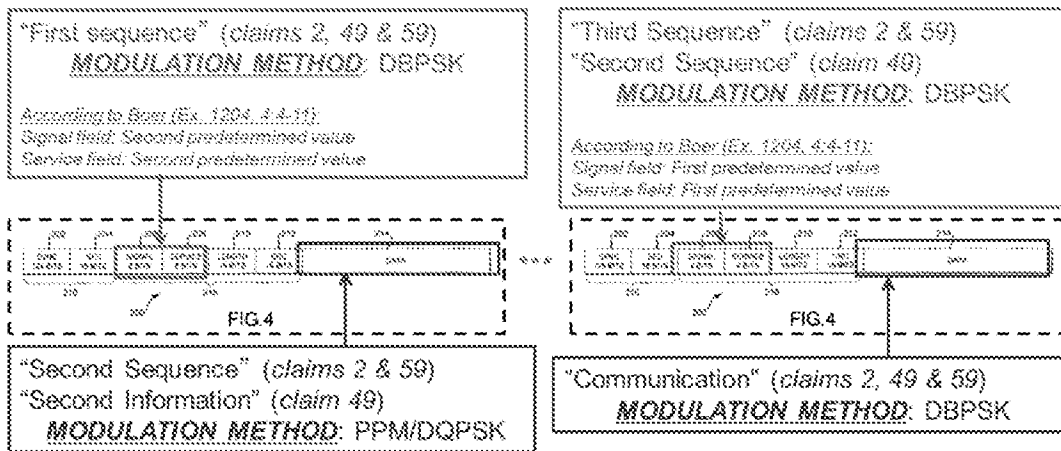 "First sequence" (claims 2, 49 & 59)
MODULATION METHOD: DBPSK
According to Boer (Ex. 1204, 4:4-11):
Signal field: Second predetermined value
Service field: Second predetermined value
"Third Sequence" (claims 2 & 59)
"Second Sequence" (claim 49)
MODULATION METHOD: DBPSK
According to Boer (Ex. 1204, 4:4-11):
Signal field: First predetermined value
Service field: First predetermined value
FIG.4
FIG.4
"Second Sequence" (claims 2 & 59)
"Second Information" (claim 49)
MODULATION METHOD: PPM/DQPSK
"Communication" (claims 2, 49 & 59)
MODULATION METHOD: DBPSK